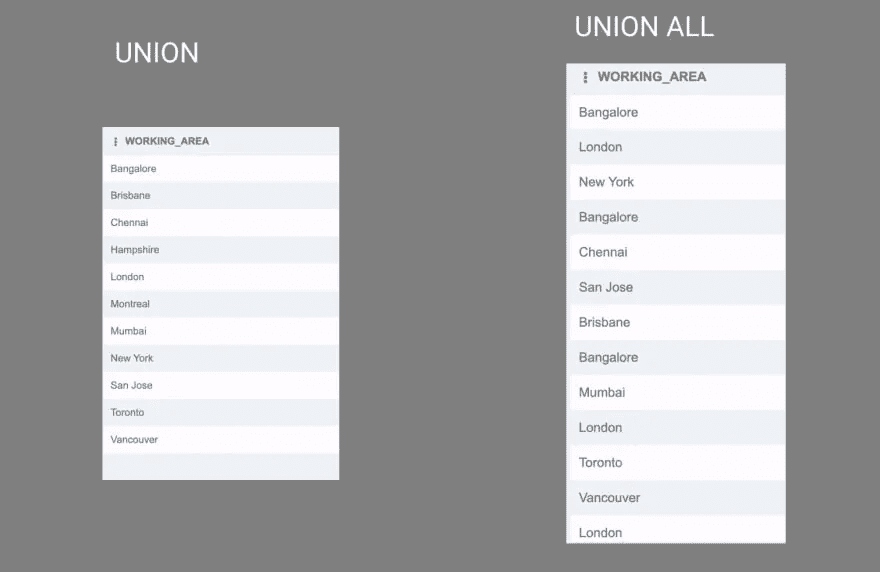 UNION
WORKING_AREA
Bangalore
Brisbane
Chennai
Hampshire
London
Montreal
Mumbai
New York
San Jose
Toronto
Vancouver
UNION ALL
WORKING_AREA
Bangalore
London
New York
Bangalore
Chennai
San Jose
Brisbane
Bangalore
Mumbai
London
Toronto
Vancouver
London